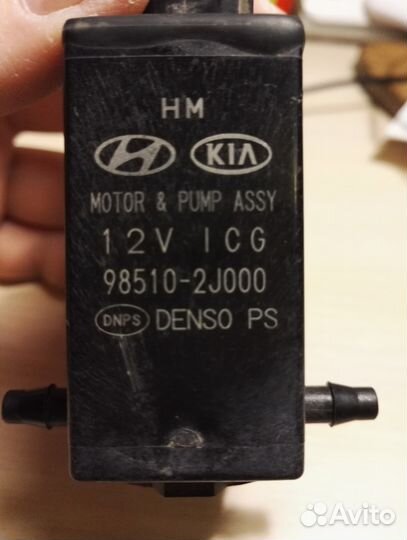 HM
KIA
MOTOR & PUMP ASSY
12V ICG
98510-2J000
DNPS DENSO PS
Avito